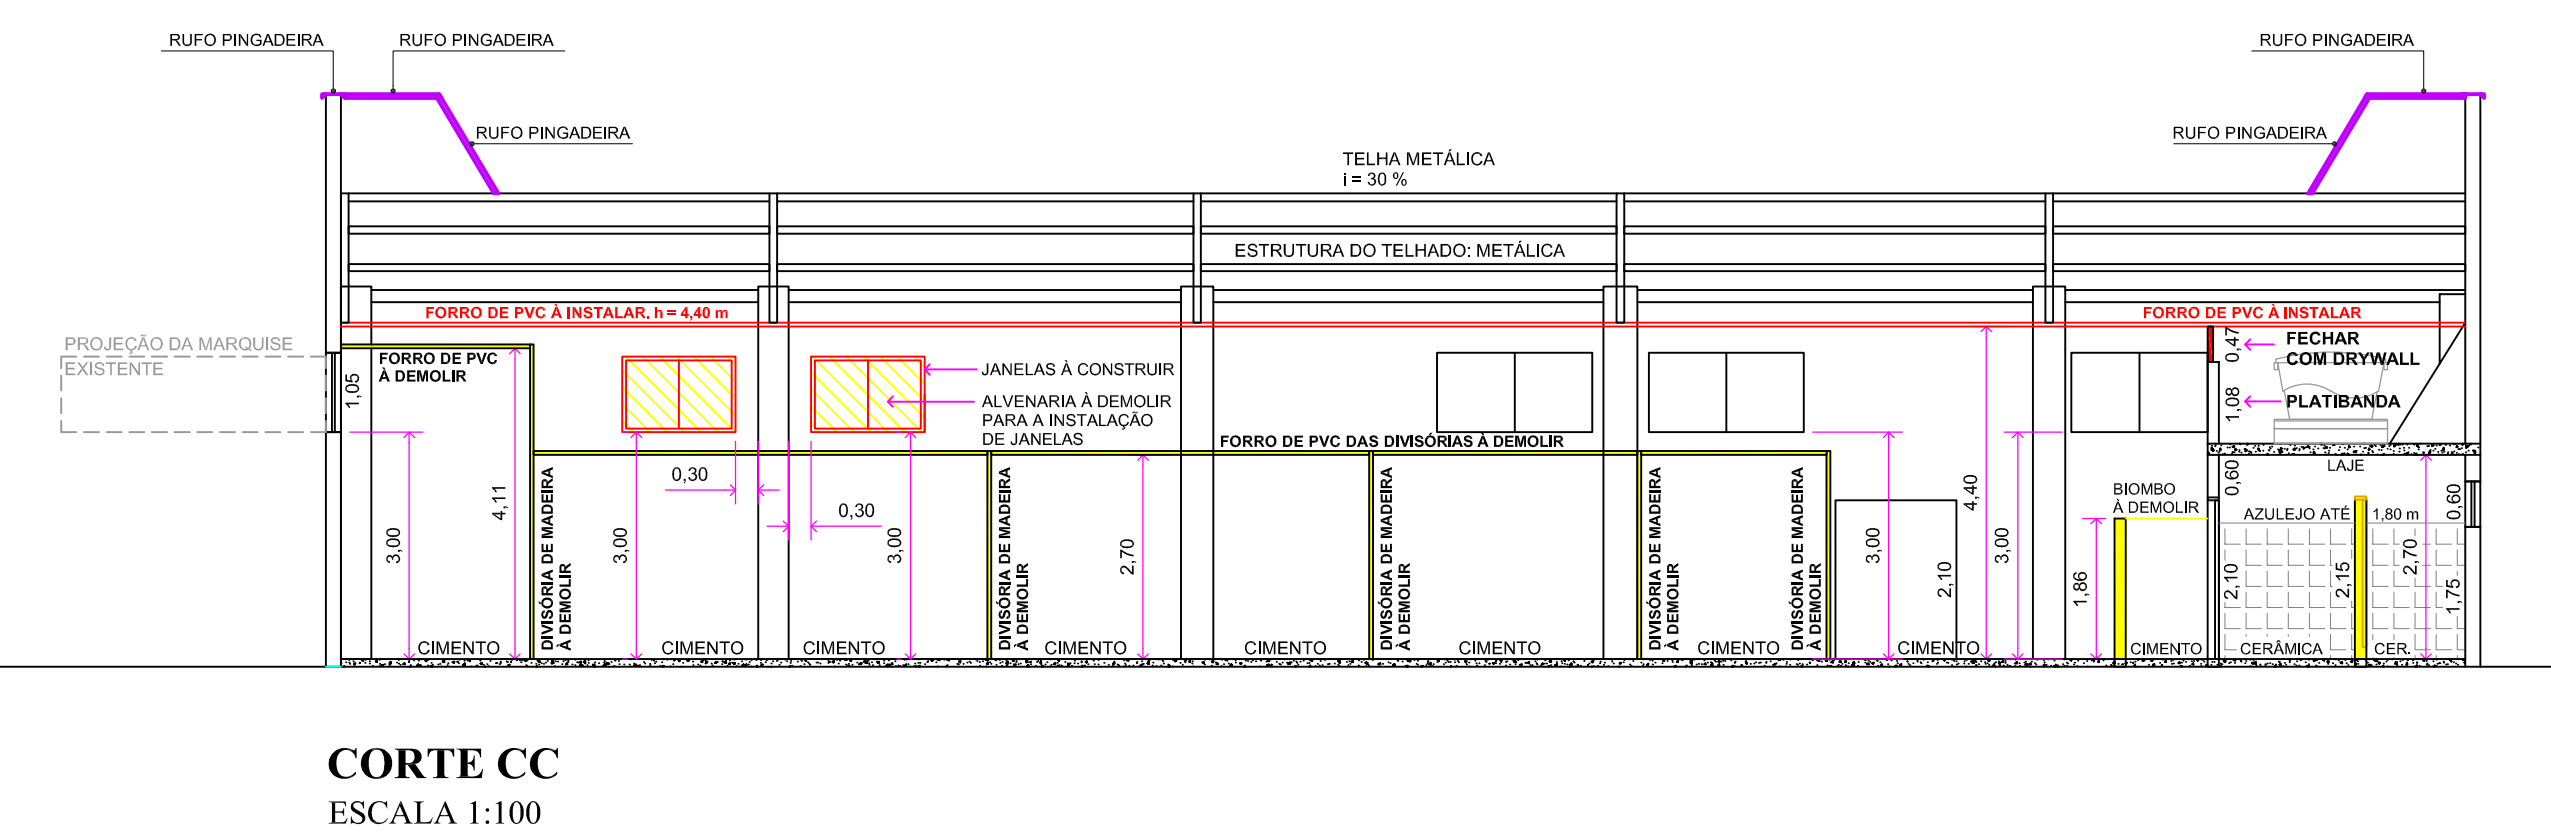 RUFO PINGADEIRA
RUFO PINGADEIRA
RUFO PINGADEIRA
RUFO PINGADEIRA
RUFO PINGADEIRA
TELHA METÁLICA
i = 30 %
ESTRUTURA DO TELHADO: METÁLICA
FORRO DE PVC À INSTALAR, h = 4,40 m
FORRO DE PVC À INSTALAR
PROJEÇÃO DA MARQUISE
EXISTENTE
FORRO DE PVC
À DEMOLIR
1,05
JANELAS À CONSTRUIR
ALVENARIA À DEMOLIR
PARA A INSTALAÇÃO
DE JANELAS
FORRO DE PVC DAS DIVISÓRIAS À DEMOLIR
0,47
FECHAR
COM DRYWALL
1,08
PLATIBANDA
LAJE
3,00
4,11
DIVISÓRIA DE MADEIRA
À DEMOLIR
3,00
0,30
0,30
3,00
DIVISÓRIA DE MADEIRA
À DEMOLIR
2,70
DIVISÓRIA DE MADEIRA
À DEMOLIR
DIVISÓRIA DE MADEIRA
À DEMOLIR
DIVISÓRIA DE MADEIRA
À DEMOLIR
3,00
2,10
4,40
3,00
1,86
BIOMBO
À DEMOLIR
0,60
AZULEJO ATÉ
1,80 m
0,60
2,10
2,15
2,70
1,75
CIMENTO
CIMENTO
CIMENTO
CIMENTO
CIMENTO
CIMENTO
CIMENTO
CIMENTO
CIMENTO
CERÂMICA
CER.
CORTE CC
ESCALA 1:100